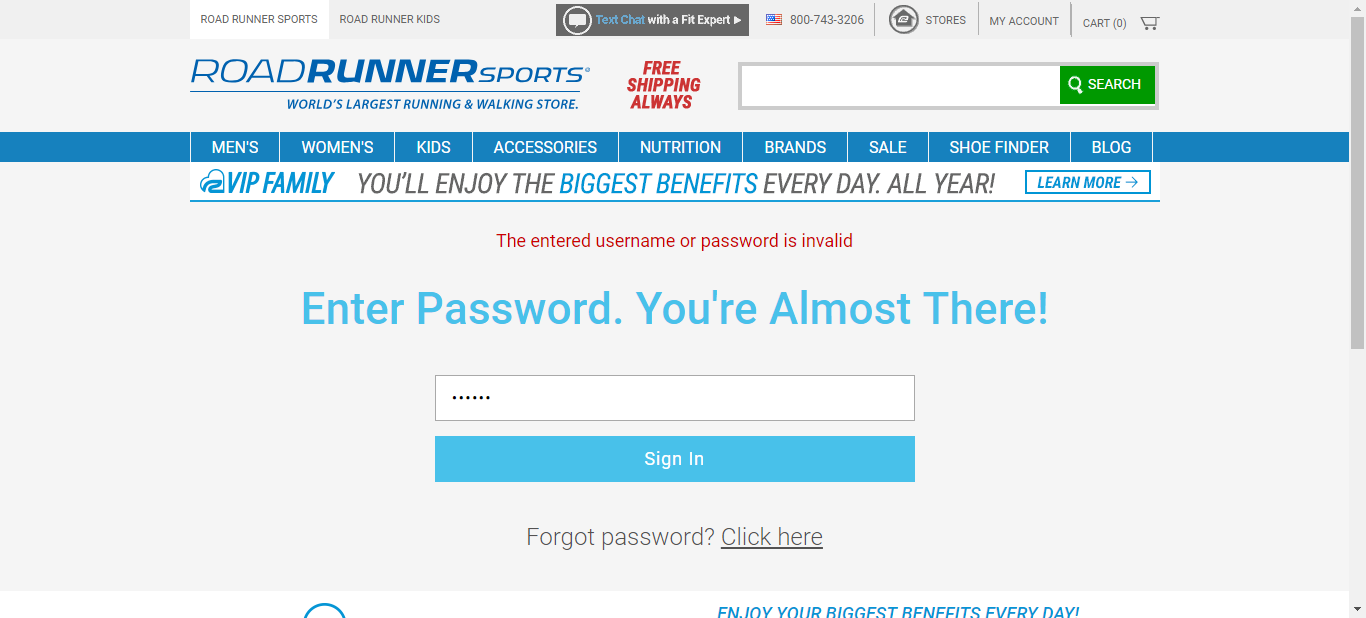 ROAD RUNNER SPORTS
ROAD RUNNER KIDS
Text Chat with a Fit Expert ▶
800-743-3206
STORES
MY ACCOUNT
CART (0)
ROADRUNNERSPORTS®
WORLD'S LARGEST RUNNING & WALKING STORE.
FREE
SHIPPING
ALWAYS
SEARCH
MEN'S
WOMEN'S
KIDS
ACCESSORIES
NUTRITION
BRANDS
SALE
SHOE FINDER
BLOG
VIP FAMILY
YOU'LL ENJOY THE BIGGEST BENEFITS EVERY DAY. ALL YEAR!
LEARN MORE →
The entered username or password is invalid
Enter Password. You're Almost There!
••••••
Sign In
Forgot password? Click here
ENJOY YOUR BIGGEST BENEFITS EVERY DAY!